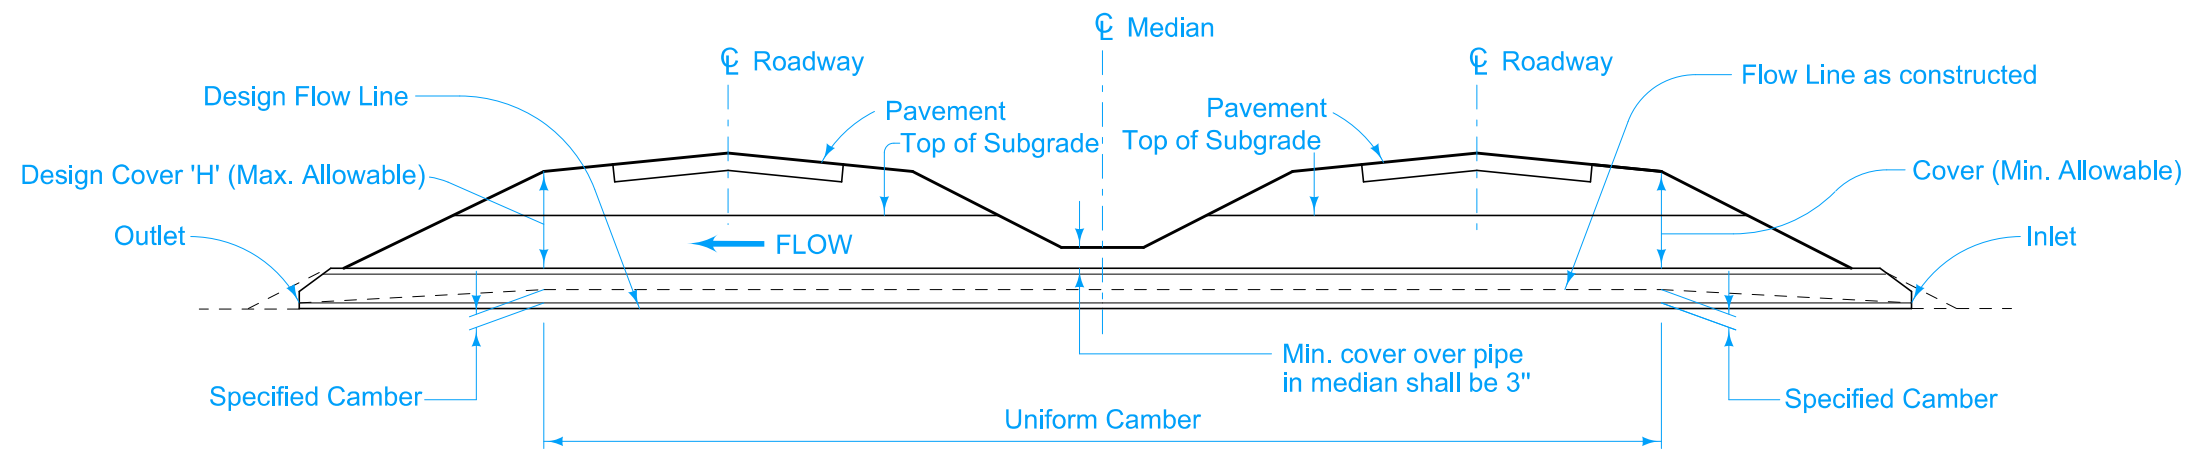 ℄ Median
℄ Roadway
℄ Roadway
Flow Line as constructed
Design Flow Line
Pavement
Pavement
Top of Subgrade
Top of Subgrade
Design Cover 'H' (Max. Allowable)
Cover (Min. Allowable)
Outlet
FLOW
Inlet
Min. cover over pipe
in median shall be 3"
Specified Camber
Specified Camber
Uniform Camber